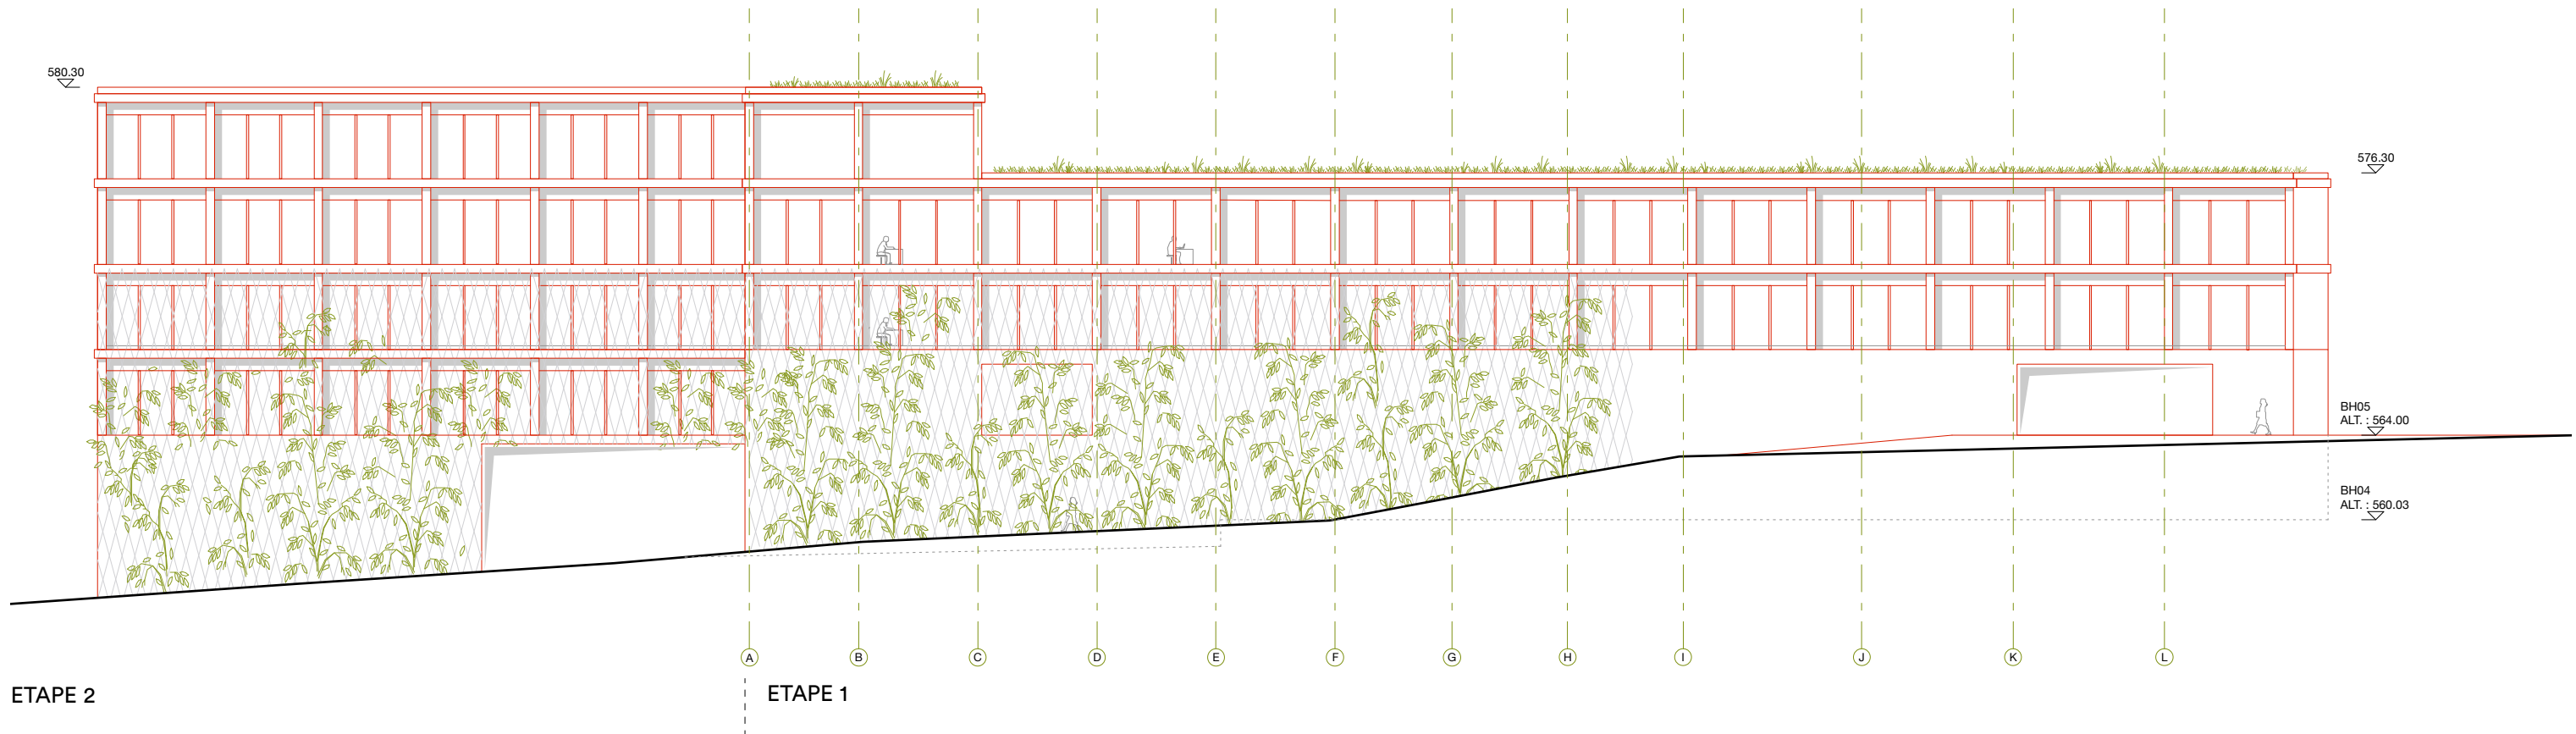 580.30
576.30
BH05
ALT. : 564.00
BH04
ALT. : 560.03
A B C D E F G H I J K L
ETAPE 2
ETAPE 1